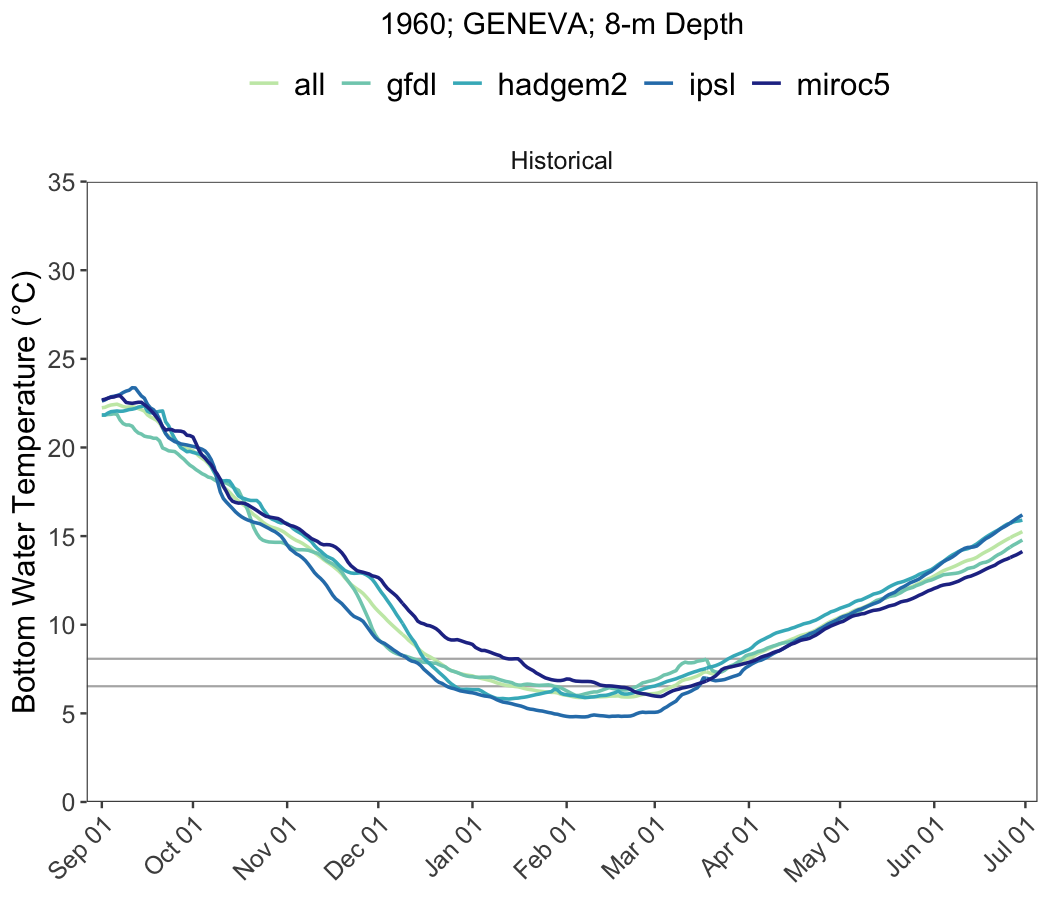 1960; GENEVA; 8-m Depth
all gfdl hadgem2 ipsl miroc5
Historical
Bottom Water Temperature (°C)
35
30
25
20
15
10
5
0
Sep 01 Oct 01 Nov 01 Dec 01 Jan 01 Feb 01 Mar 01 Apr 01 May 01 Jun 01 Jul 01